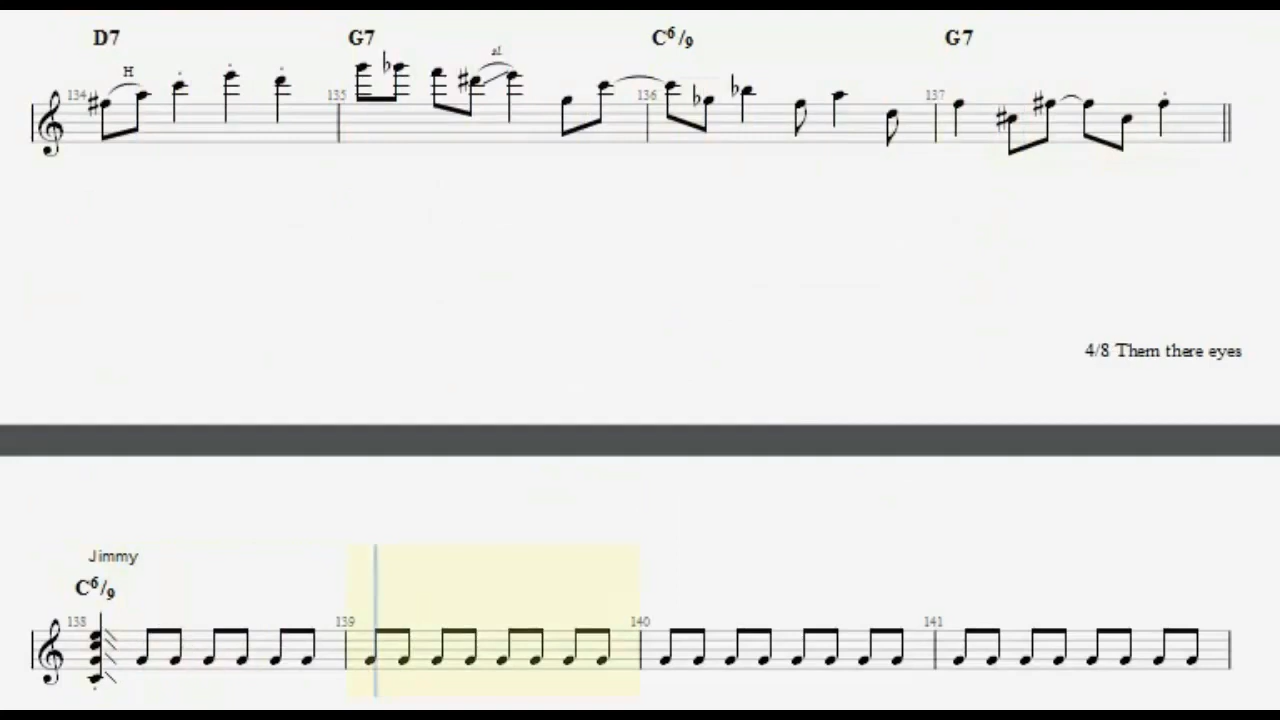 D7 G7 C6/9 G7
H sl
134 135 136 137
4/8 Them there eyes
Jimmy
C6/9
138 139 140 141